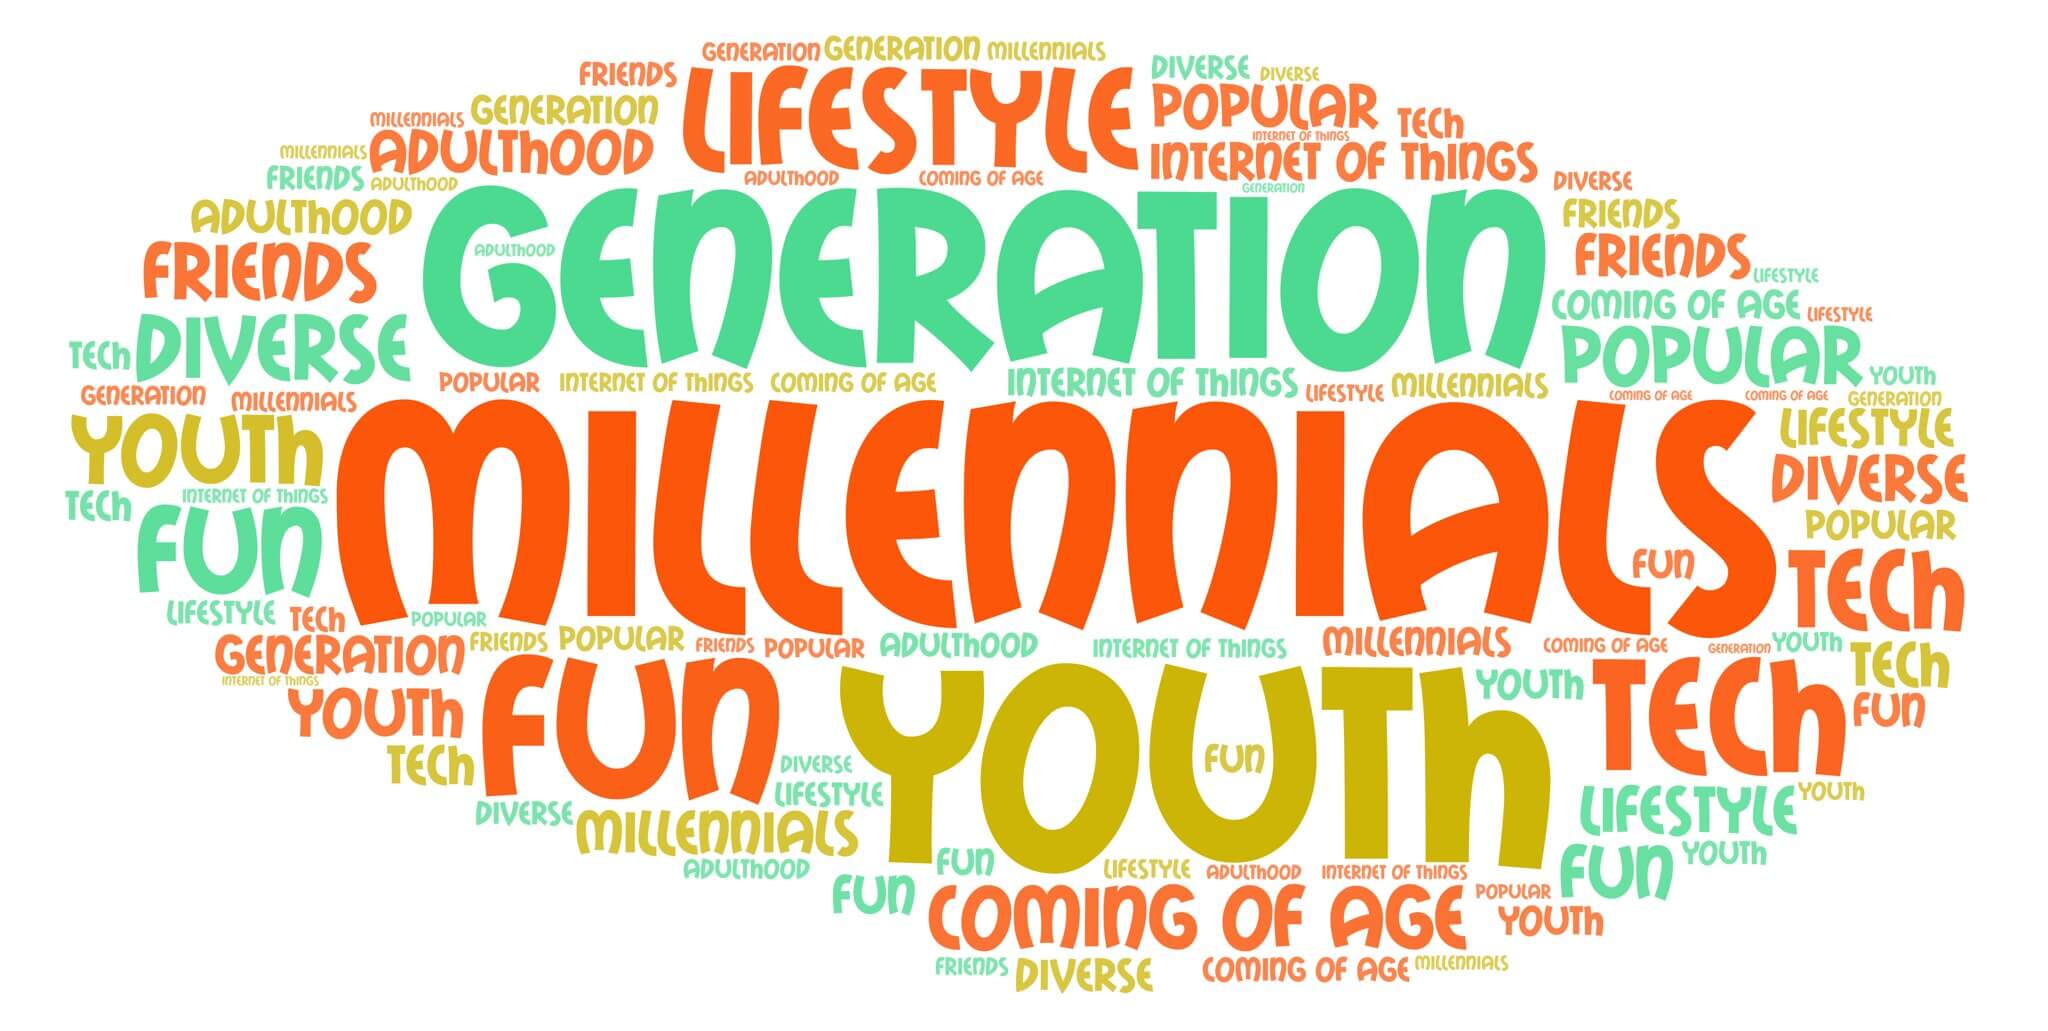 GENERATION GENERATION MILLENNIALS
FRIENDS LIFESTYLE DIVERSE DIVERSE
MILLENNIALS GENERATION POPULAR TECh
ADULThOOD INTERNET OF ThINGS
MILLENNIALS INTERNET OF ThINGS
FRIENDS ADULThOOD ADULThOOD COMING OF AGE GENERATION DIVERSE
ADULThOOD GENERATION FRIENDS
FRIENDS ADULThOOD FRIENDS LIFESTYLE
COMING OF AGE LIFESTYLE
TECh DIVERSE POPULAR YOUTh
GENERATION MILLENNIALS POPULAR INTERNET OF ThINGS COMING OF AGE INTERNET OF ThINGS LIFESTYLE MILLENNIALS COMING OF AGE COMING OF AGE GENERATION
YOUTh MILLENNIALS LIFESTYLE
DIVERSE
TECh INTERNET OF ThINGS POPULAR
FUN FUN TECh
LIFESTYLE TECh POPULAR
GENERATION FRIENDS POPULAR FRIENDS POPULAR ADULThOOD INTERNET OF ThINGS MILLENNIALS COMING OF AGE GENERATION YOUTh
INTERNET OF ThINGS TECh
YOUTh FUN YOUTh YOUTh TECh FUN
TECh DIVERSE FUN
DIVERSE LIFESTYLE LIFESTYLE YOUTh
MILLENNIALS YOUTh
ADULThOOD FUN LIFESTYLE ADULThOOD INTERNET OF ThINGS FUN
FUN COMING OF AGE POPULAR YOUTh
FRIENDS DIVERSE COMING OF AGE MILLENNIALS